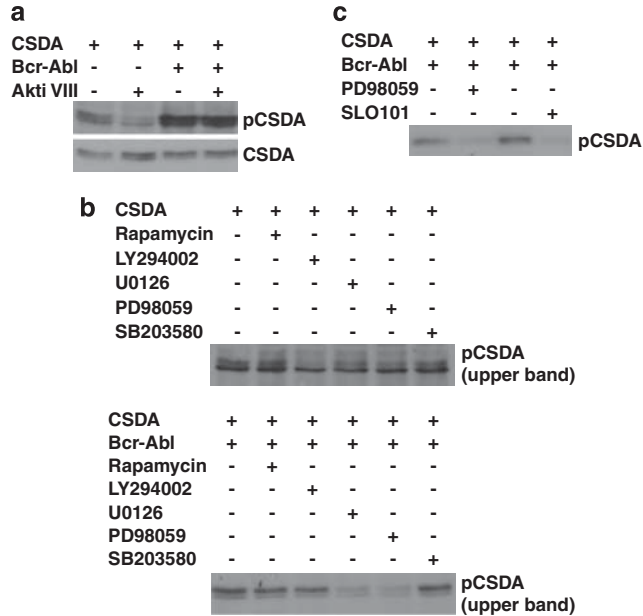 a
CSDA + + + +
Bcr-Abl - - + +
Akti VIII - + - +
pCSDA
CSDA
c
CSDA + + + +
Bcr-Abl + + + +
PD98059 - + - -
SLO101 - - - +
pCSDA
b
CSDA + + + + + +
Rapamycin - + - - - -
LY294002 - - + - - -
U0126 - - - + - -
PD98059 - - - - + -
SB203580 - - - - - +
pCSDA
(upper band)
CSDA + + + + + +
Bcr-Abl + + + + + +
Rapamycin - + - - - -
LY294002 - - + - - -
U0126 - - - + - -
PD98059 - - - - + -
SB203580 - - - - - +
pCSDA
(upper band)